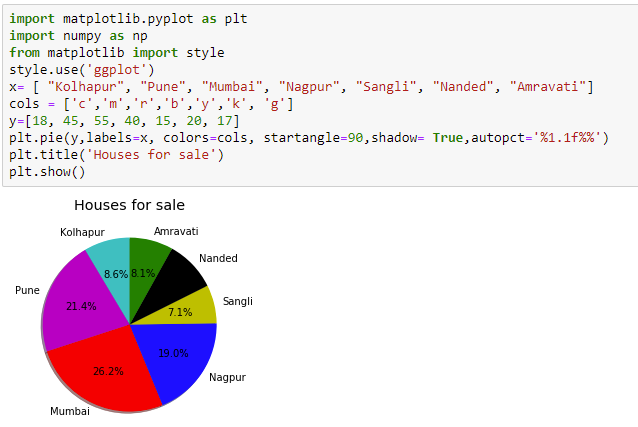 import matplotlib.pyplot as plt
import numpy as np
from matplotlib import style
style.use('ggplot')
x= [ "Kolhapur", "Pune", "Mumbai", "Nagpur", "Sangli", "Nanded", "Amravati"]
cols = ['c','m','r','b','y','k', 'g']
y=[18, 45, 55, 40, 15, 20, 17]
plt.pie(y,labels=x, colors=cols, startangle=90,shadow= True,autopct='%1.1f%%')
plt.title('Houses for sale')
plt.show()
Houses for sale
Kolhapur
Amravati
Nanded
8.6%
8.1%
Pune
21.4%
Sangli
7.1%
19.0%
26.2%
Nagpur
Mumbai